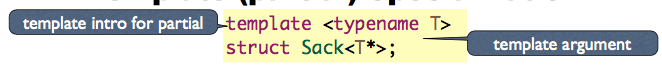 template intro for partial
template <typename T>
struct Sack<T*>;
template argument